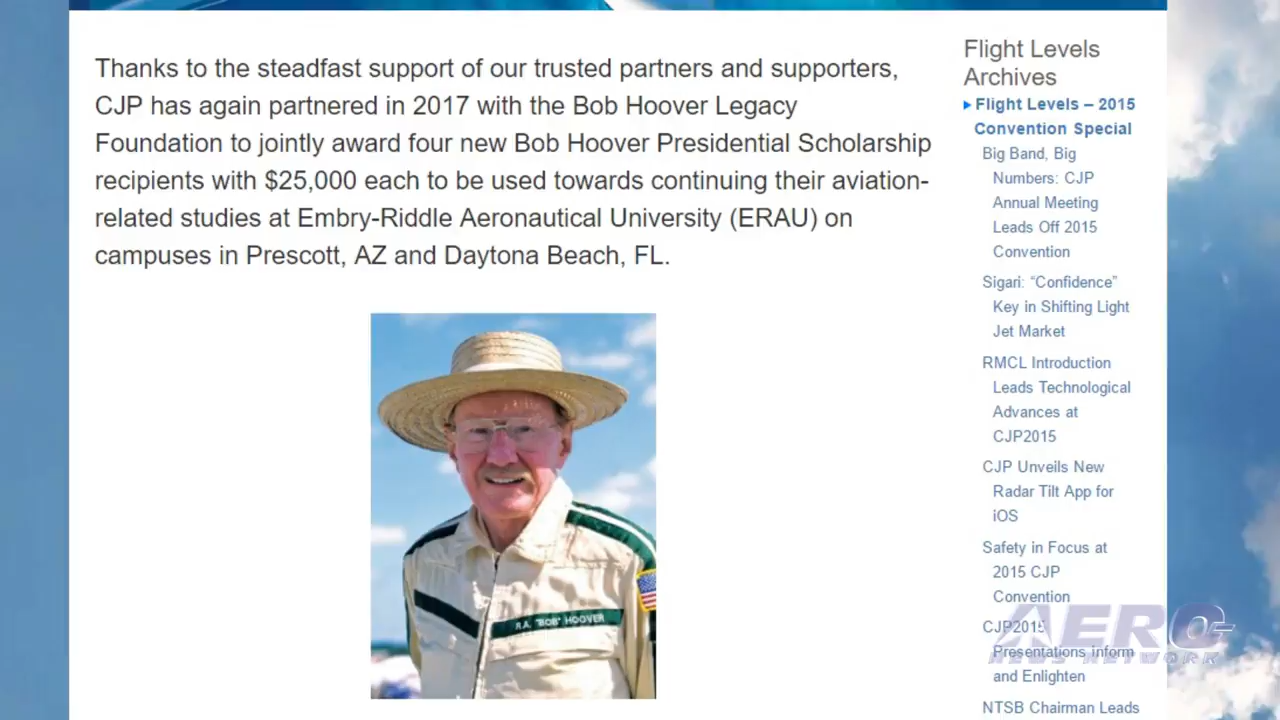 Thanks to the steadfast support of our trusted partners and supporters,
CJP has again partnered in 2017 with the Bob Hoover Legacy
Foundation to jointly award four new Bob Hoover Presidential Scholarship
recipients with $25,000 each to be used towards continuing their aviation-
related studies at Embry-Riddle Aeronautical University (ERAU) on
campuses in Prescott, AZ and Daytona Beach, FL.
R.A. "BOB" HOOVER
Flight Levels
Archives
Flight Levels – 2015
Convention Special
Big Band, Big
Numbers: CJP
Annual Meeting
Leads Off 2015
Convention
Sigari: “Confidence”
Key in Shifting Light
Jet Market
RMCL Introduction
Leads Technological
Advances at
CJP2015
CJP Unveils New
Radar Tilt App for
iOS
Safety in Focus at
2015 CJP
Convention
CJP2015
Presentations Inform
and Enlighten
NTSB Chairman Leads
AERO
NEWS NETWORK